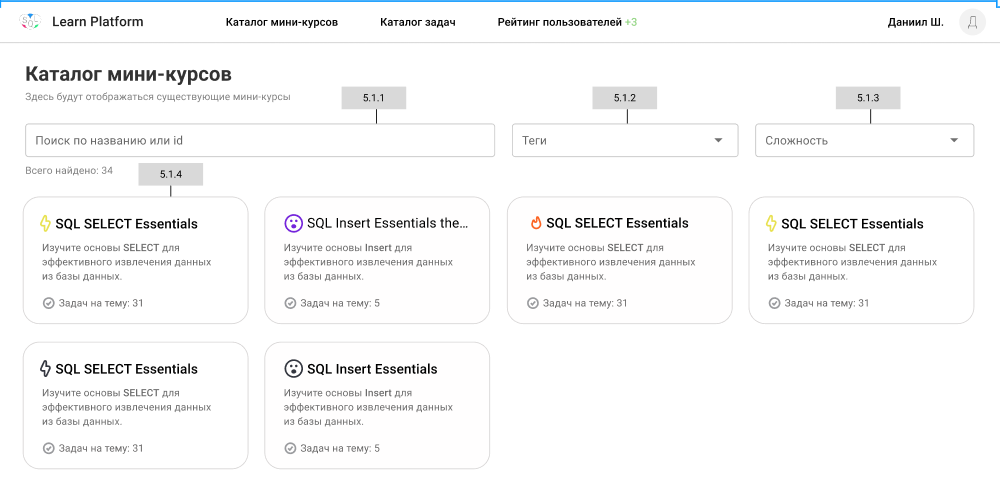 SQL Learn Platform Каталог мини-курсов Каталог задач Рейтинг пользователей +3 Даниил Ш. Д
Каталог мини-курсов
Здесь будут отображаться существующие мини-курсы
5.1.1 5.1.2 5.1.3
Поиск по названию или id Теги Сложность
Всего найдено: 34
5.1.4
SQL SELECT Essentials
Изучите основы SELECT для
эффективного извлечения данных
из базы данных.
Задач на тему: 31
SQL Insert Essentials the...
Изучите основы Insert для
эффективного извлечения данных
из базы данных.
Задач на тему: 5
SQL SELECT Essentials
Изучите основы SELECT для
эффективного извлечения данных
из базы данных.
Задач на тему: 31
SQL SELECT Essentials
Изучите основы SELECT для
эффективного извлечения данных
из базы данных.
Задач на тему: 31
SQL SELECT Essentials
Изучите основы SELECT для
эффективного извлечения данных
из базы данных.
Задач на тему: 31
SQL Insert Essentials
Изучите основы Insert для
эффективного извлечения данных
из базы данных.
Задач на тему: 5